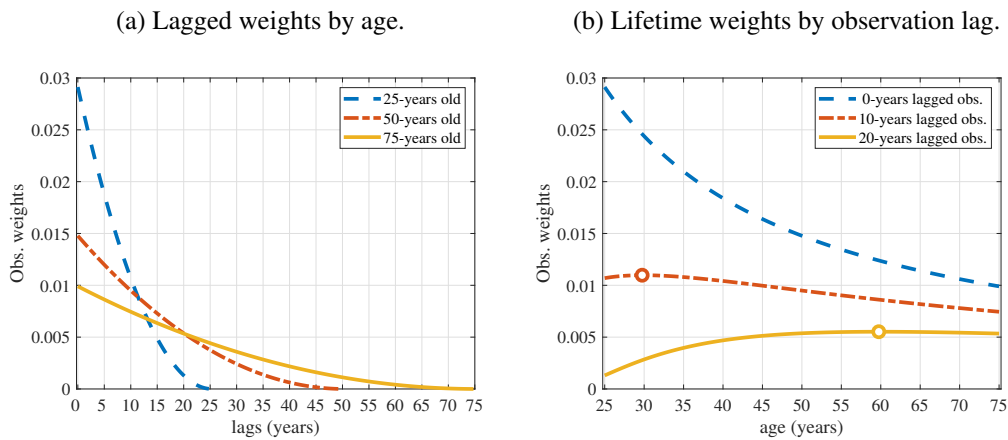 (a) Lagged weights by age.
0.03
0.025
0.02
0.015
0.01
0.005
0
Obs. weights
25-years old
50-years old
75-years old
0 5 10 15 20 25 30 35 40 45 50 55 60 65 70 75
lags (years)
(b) Lifetime weights by observation lag.
0.03
0.025
0.02
0.015
0.01
0.005
0
Obs. weights
0-years lagged obs.
10-years lagged obs.
20-years lagged obs.
25 30 35 40 45 50 55 60 65 70 75
age (years)